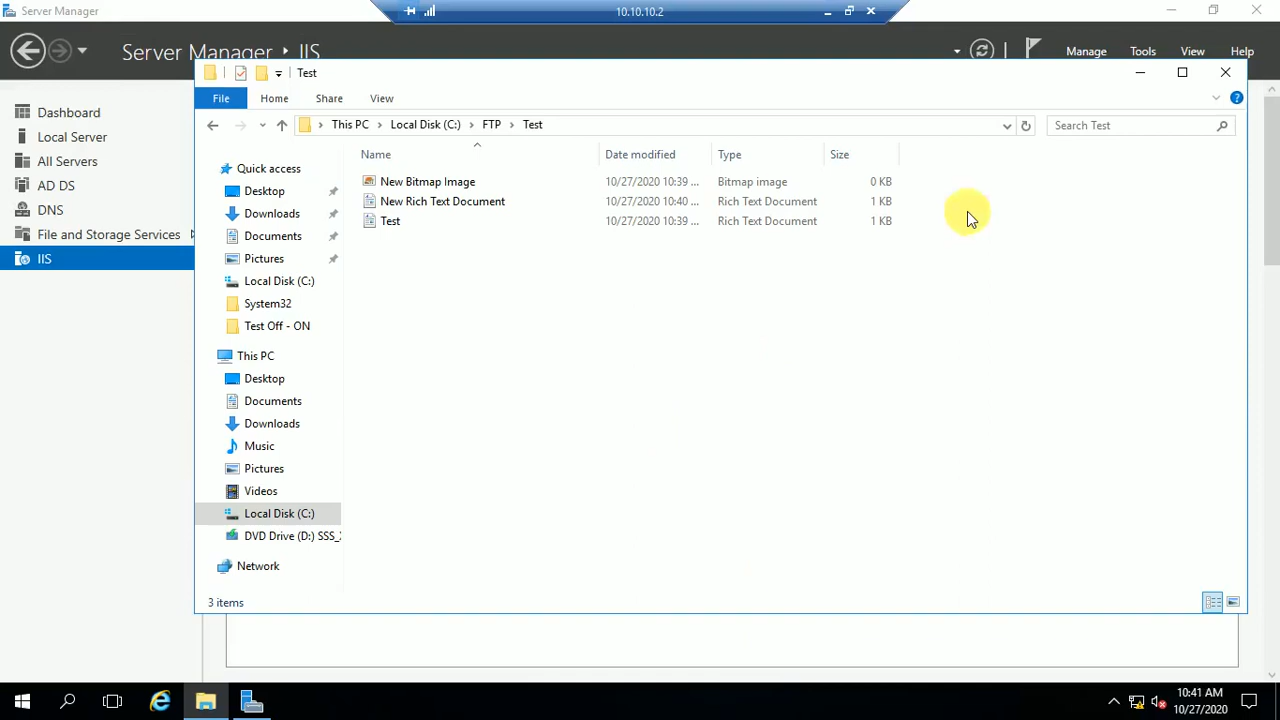 Server Manager
10.10.10.2
Server Manager ‣ IIS
Manage Tools View Help
Test
File Home Share View
This PC > Local Disk (C:) > FTP > Test
Search Test
Dashboard
Local Server
All Servers
AD DS
DNS
File and Storage Services
IIS
Quick access
Desktop
Downloads
Documents
Pictures
Local Disk (C:)
System32
Test Off - ON
This PC
Desktop
Documents
Downloads
Music
Pictures
Videos
Local Disk (C:)
DVD Drive (D:) SSS_
Network
Name Date modified Type Size
New Bitmap Image 10/27/2020 10:39 ... Bitmap image 0 KB
New Rich Text Document 10/27/2020 10:40 ... Rich Text Document 1 KB
Test 10/27/2020 10:39 ... Rich Text Document 1 KB
3 items
10:41 AM
10/27/2020